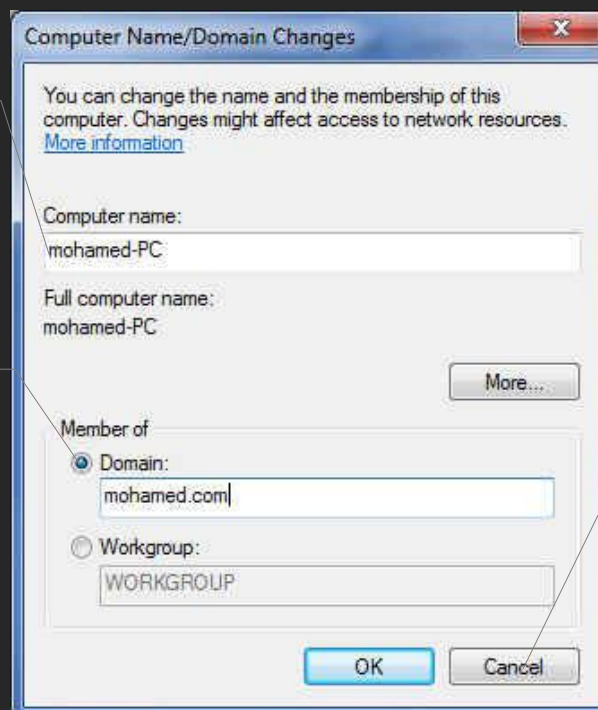 Computer Name/Domain Changes
You can change the name and the membership of this
computer. Changes might affect access to network resources.
More information
Computer name:
mohamed-PC
Full computer name:
mohamed-PC
More...
Member of
Domain:
mohamed.com
Workgroup:
WORKGROUP
OK
Cancel